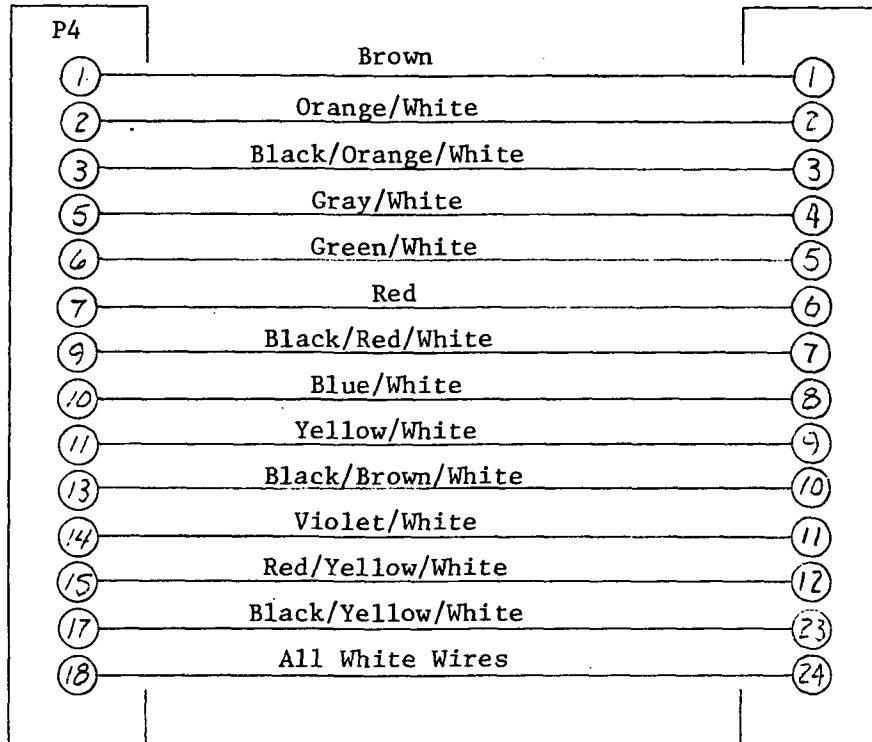 P4
Brown
1 1
Orange/White
2 2
Black/Orange/White
3 3
Gray/White
5 4
Green/White
6 5
Red
7 6
Black/Red/White
9 7
Blue/White
10 8
Yellow/White
11 9
Black/Brown/White
13 10
Violet/White
14 11
Red/Yellow/White
15 12
Black/Yellow/White
17 23
All White Wires
18 24